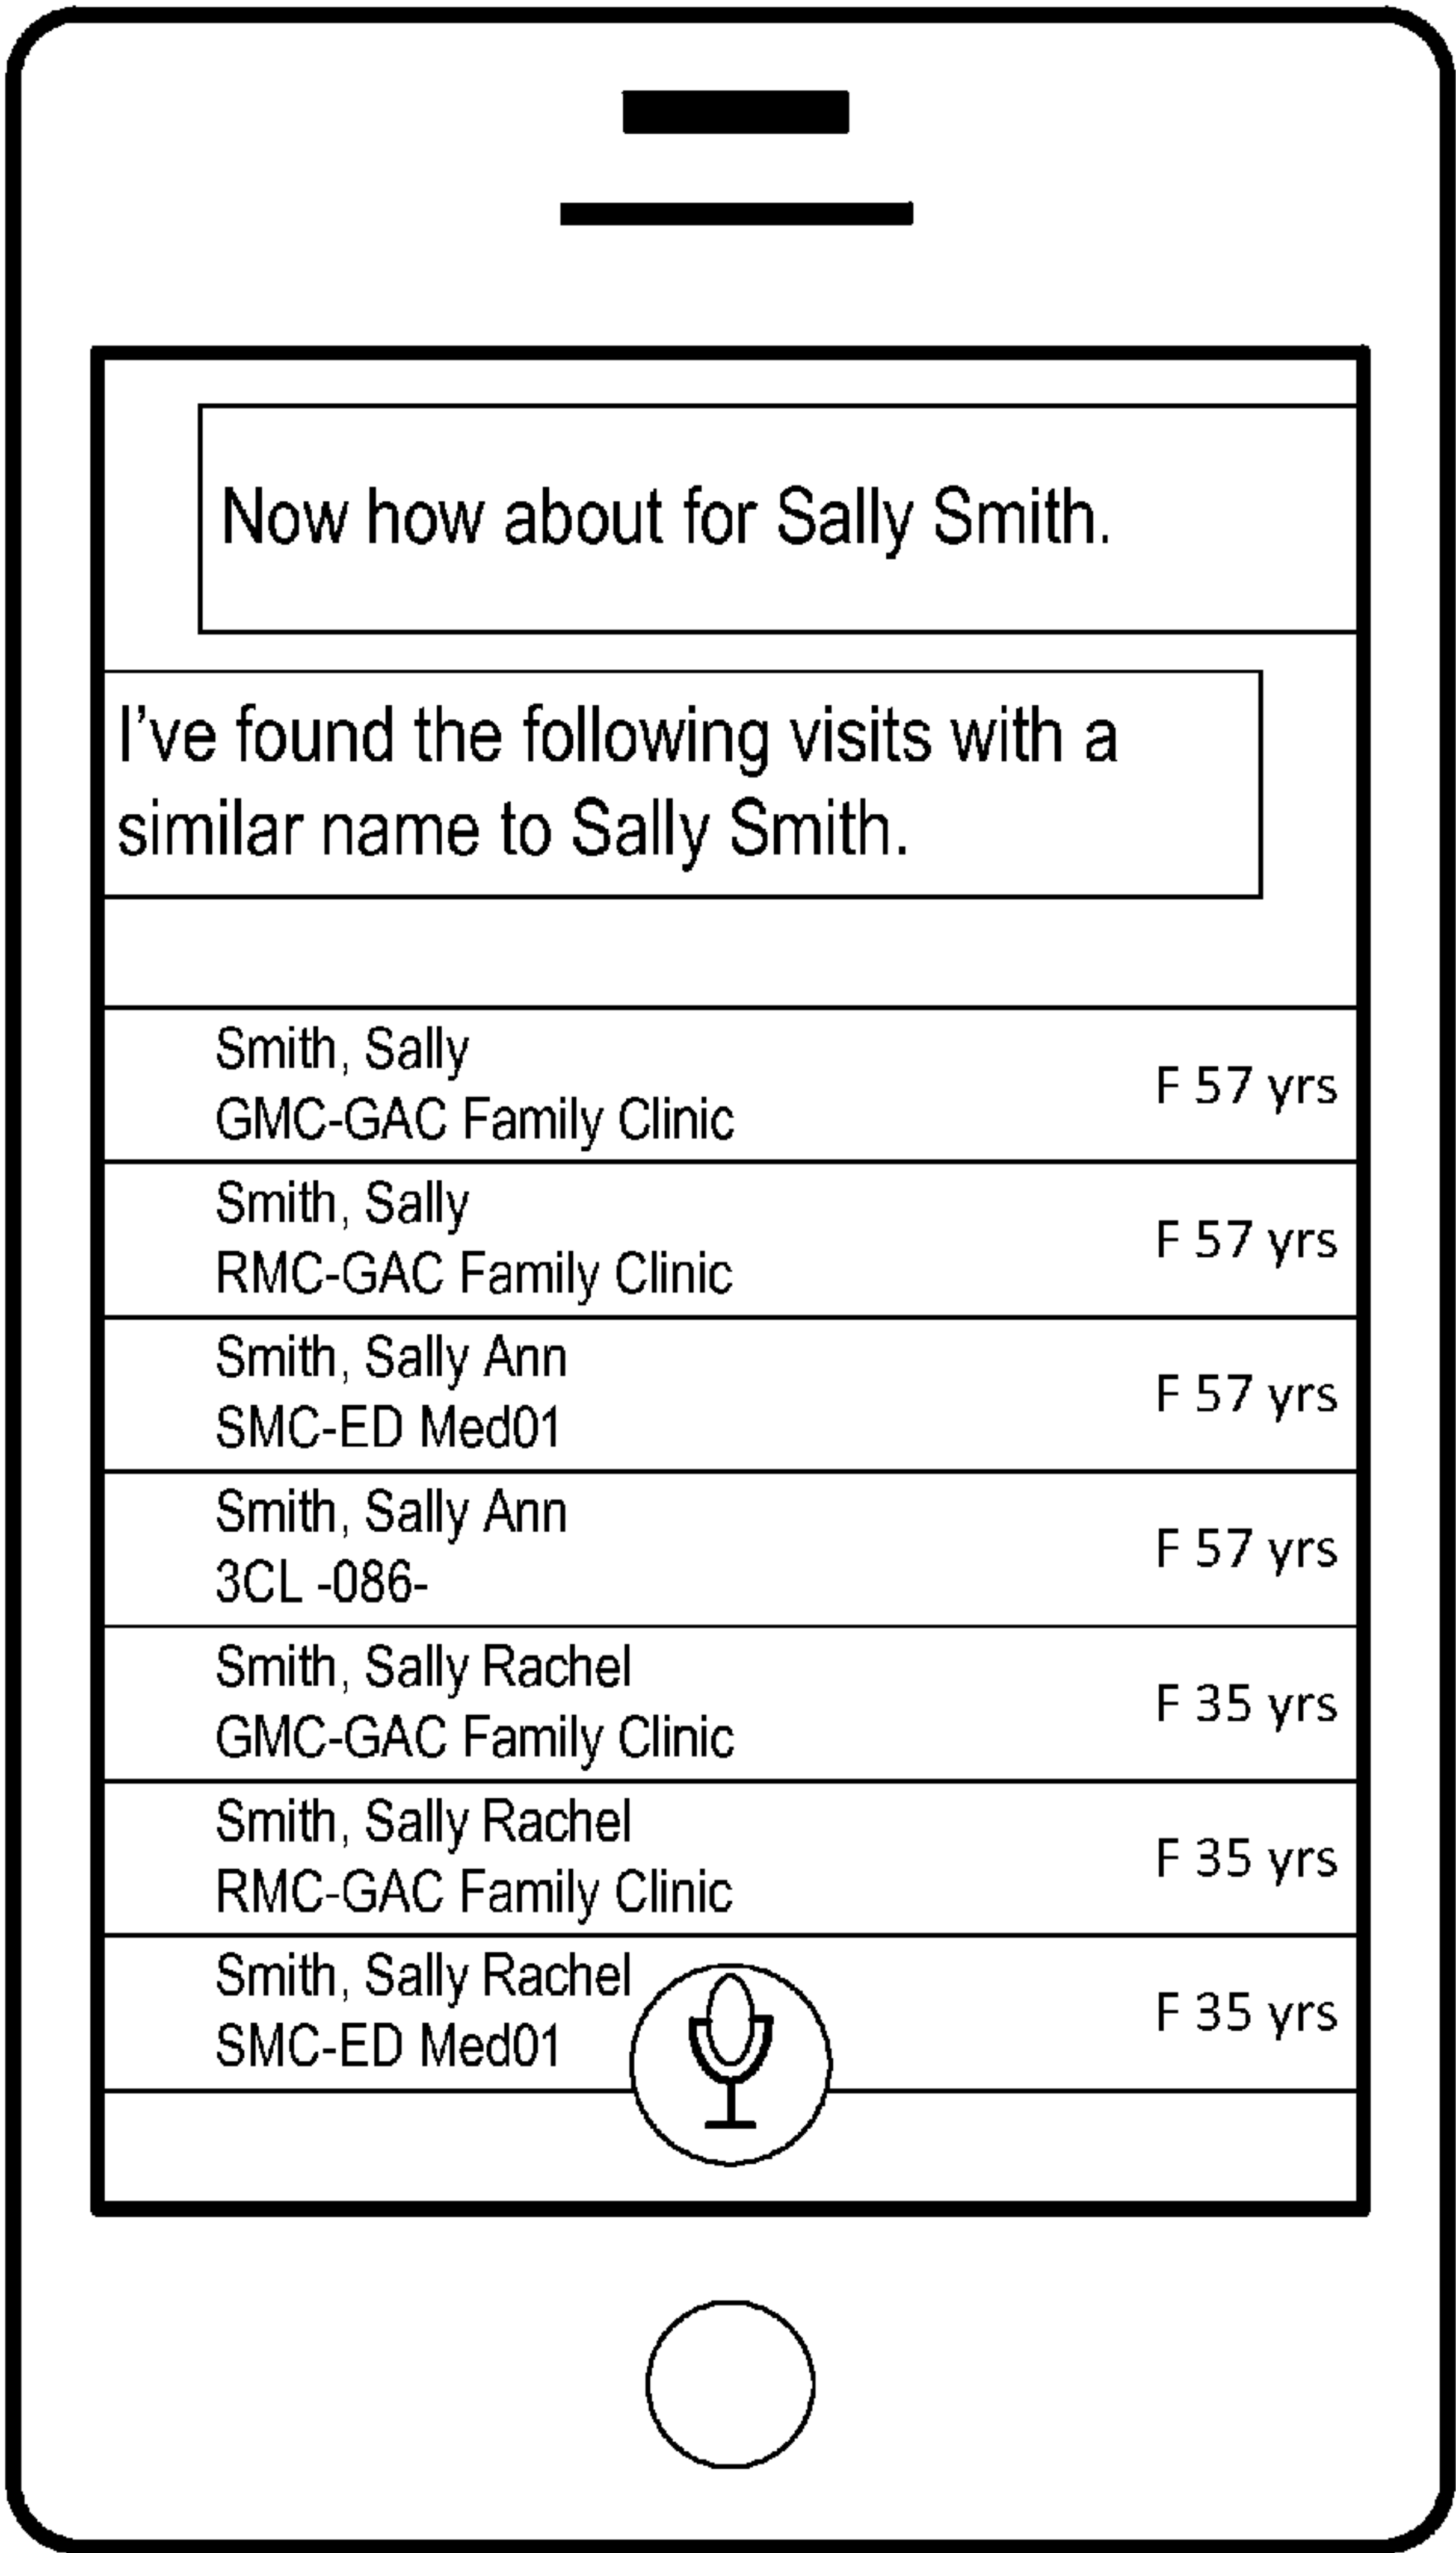 Now how about for Sally Smith.
I've found the following visits with a
similar name to Sally Smith.
Smith, Sally
GMC-GAC Family Clinic
F 57 yrs
Smith, Sally
RMC-GAC Family Clinic
F 57 yrs
Smith, Sally Ann
SMC-ED Med01
F 57 yrs
Smith, Sally Ann
3CL -086-
F 57 yrs
Smith, Sally Rachel
GMC-GAC Family Clinic
F 35 yrs
Smith, Sally Rachel
RMC-GAC Family Clinic
F 35 yrs
Smith, Sally Rachel
SMC-ED Med01
F 35 yrs